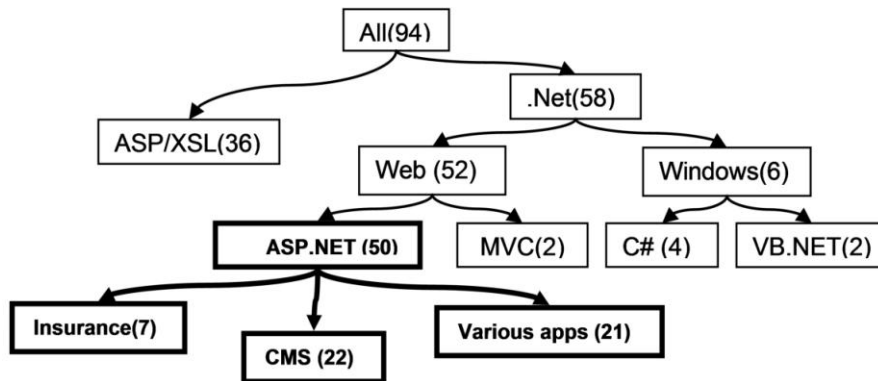 All(94)
.Net(58)
ASP/XSL(36)
Web (52)
Windows(6)
ASP.NET (50)
MVC(2)
C# (4)
VB.NET(2)
Insurance(7)
Various apps (21)
CMS (22)